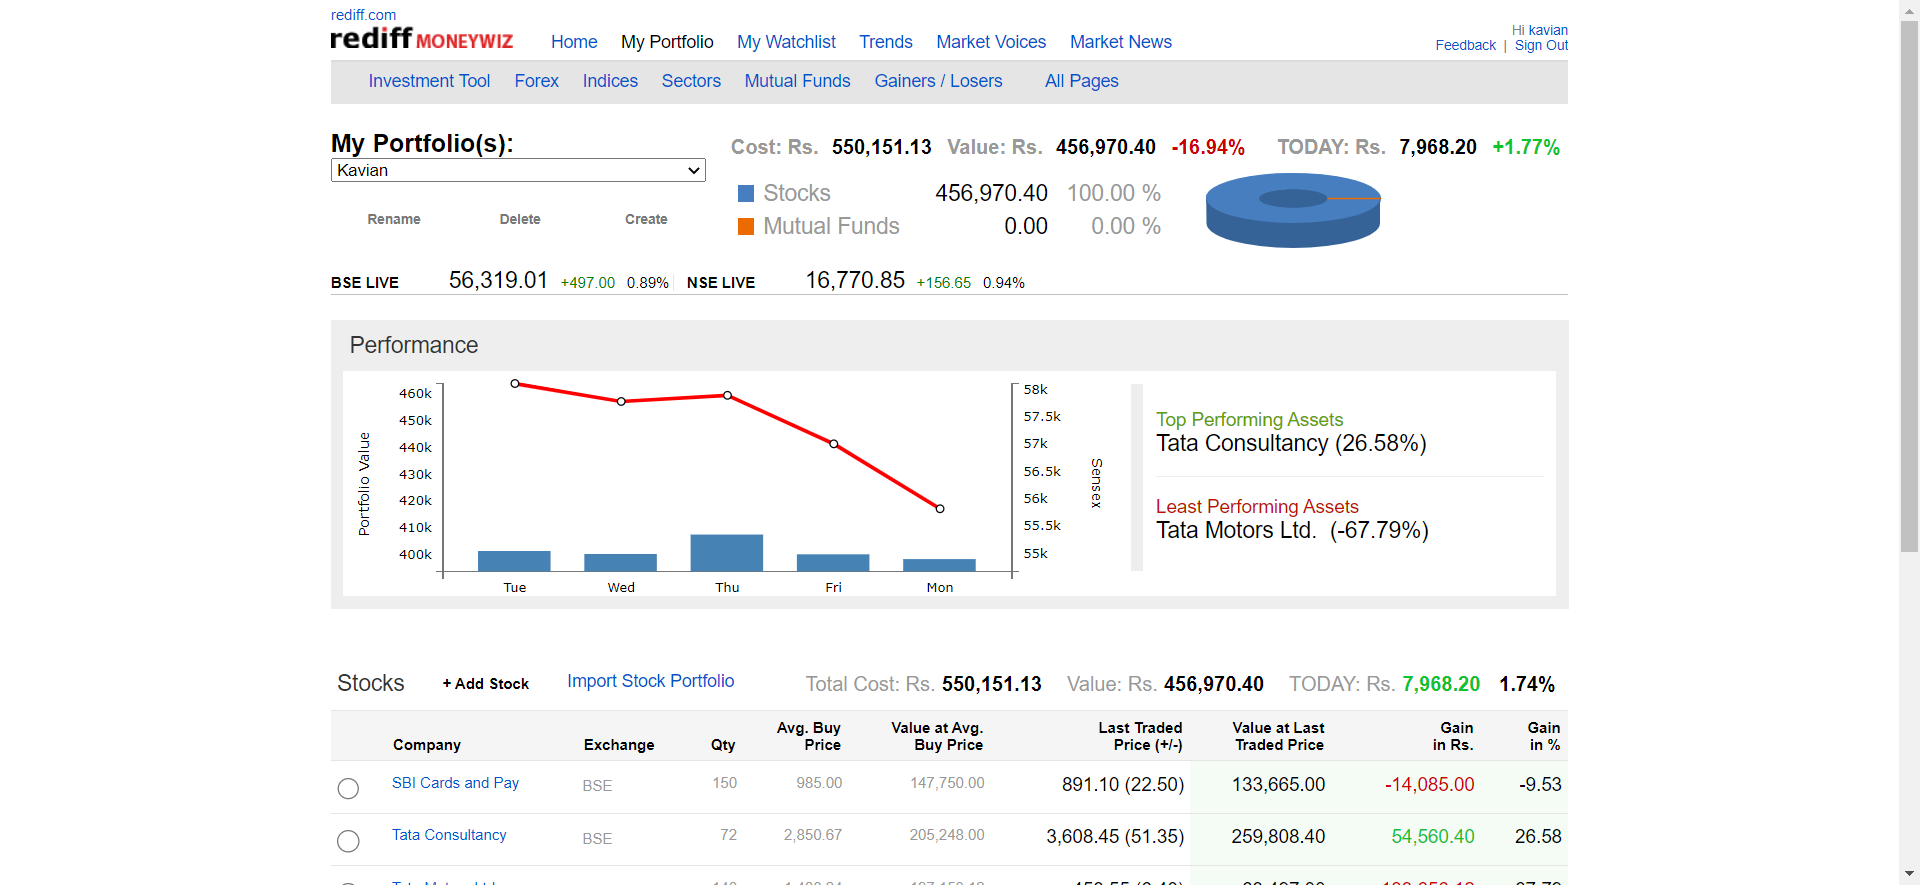 rediff.com
rediff MONEYWIZ Home My Portfolio My Watchlist Trends Market Voices Market News
Hi kavian
Feedback | Sign Out
Investment Tool Forex Indices Sectors Mutual Funds Gainers / Losers All Pages
My Portfolio(s):
Kavian
Rename Delete Create
Cost: Rs. 550,151.13 Value: Rs. 456,970.40 -16.94% TODAY: Rs. 7,968.20 +1.77%
Stocks 456,970.40 100.00 %
Mutual Funds 0.00 0.00 %
BSE LIVE 56,319.01 +497.00 0.89% NSE LIVE 16,770.85 +156.65 0.94%
Performance
Portfolio Value
460k
450k
440k
430k
420k
410k
400k
Tue Wed Thu Fri Mon
58k
57.5k
57k
56.5k
56k
55.5k
55k
Sensex
Top Performing Assets
Tata Consultancy (26.58%)
Least Performing Assets
Tata Motors Ltd. (-67.79%)
Stocks + Add Stock Import Stock Portfolio Total Cost: Rs. 550,151.13 Value: Rs. 456,970.40 TODAY: Rs. 7,968.20 1.74%
Company Exchange Qty Avg. Buy Price Value at Avg. Buy Price Last Traded Price (+/-) Value at Last Traded Price Gain in Rs. Gain in %
SBI Cards and Pay BSE 150 985.00 147,750.00 891.10 (22.50) 133,665.00 -14,085.00 -9.53
Tata Consultancy BSE 72 2,850.67 205,248.00 3,608.45 (51.35) 259,808.40 54,560.40 26.58